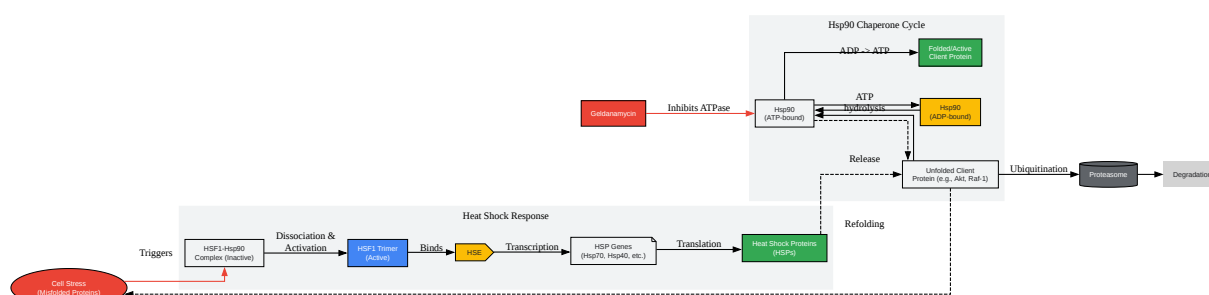 Hsp90 Chaperone Cycle
ADP -> ATP
Folded/Active
Client Protein
Geldanamycin
Inhibits ATPase
Hsp90
(ATP-bound)
ATP
hydrolysis
Hsp90
(ADP-bound)
Release
Unfolded Client
Protein (e.g., Akt, Raf-1)
Ubiquitination
Proteasome
Degradation
Heat Shock Response
Refolding
Triggers
HSF1-Hsp90
Complex (Inactive)
Dissociation &
Activation
HSF1 Trimer
(Active)
Binds
HSE
Transcription
HSP Genes
(Hsp70, Hsp40, etc.)
Translation
Heat Shock Proteins
(HSPs)
Cell Stress
(Misfolded Proteins)